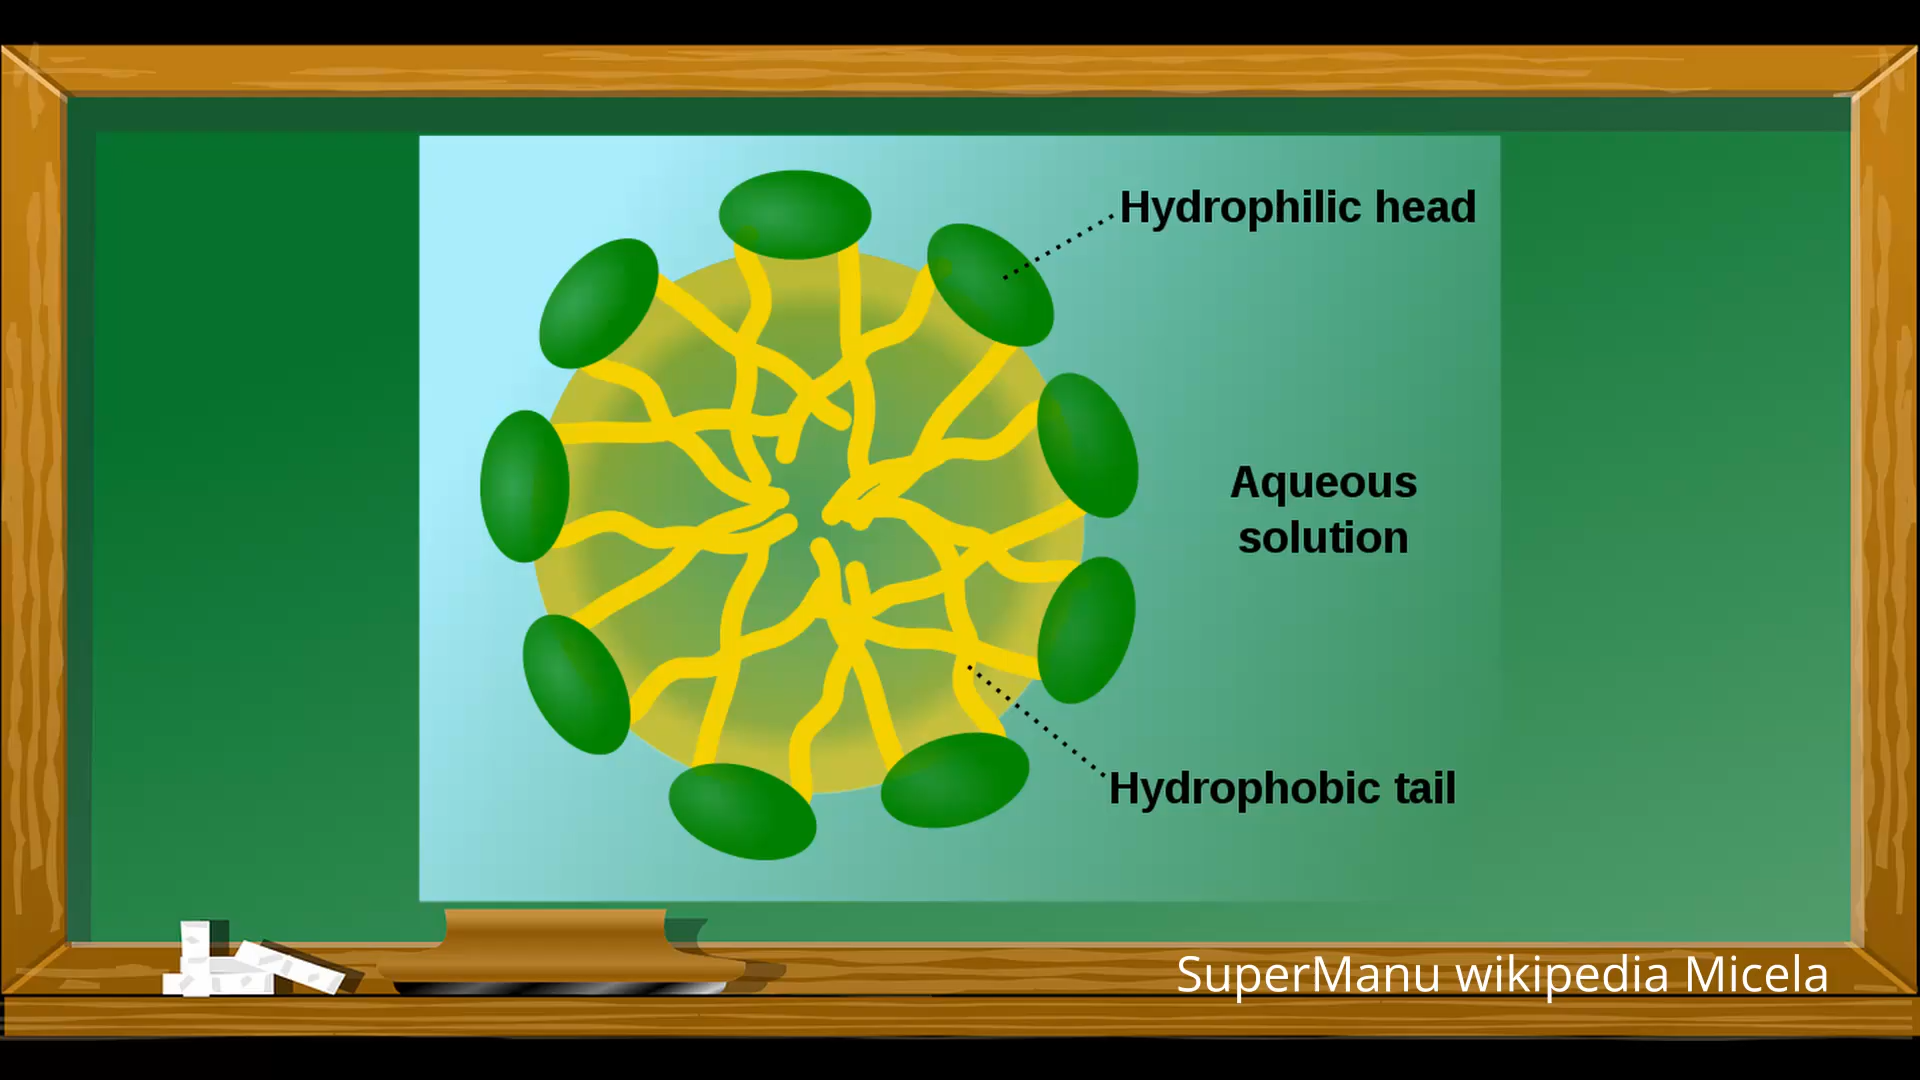 Hydrophilic head
Aqueous
solution
Hydrophobic tail
SuperManu wikipedia Micela